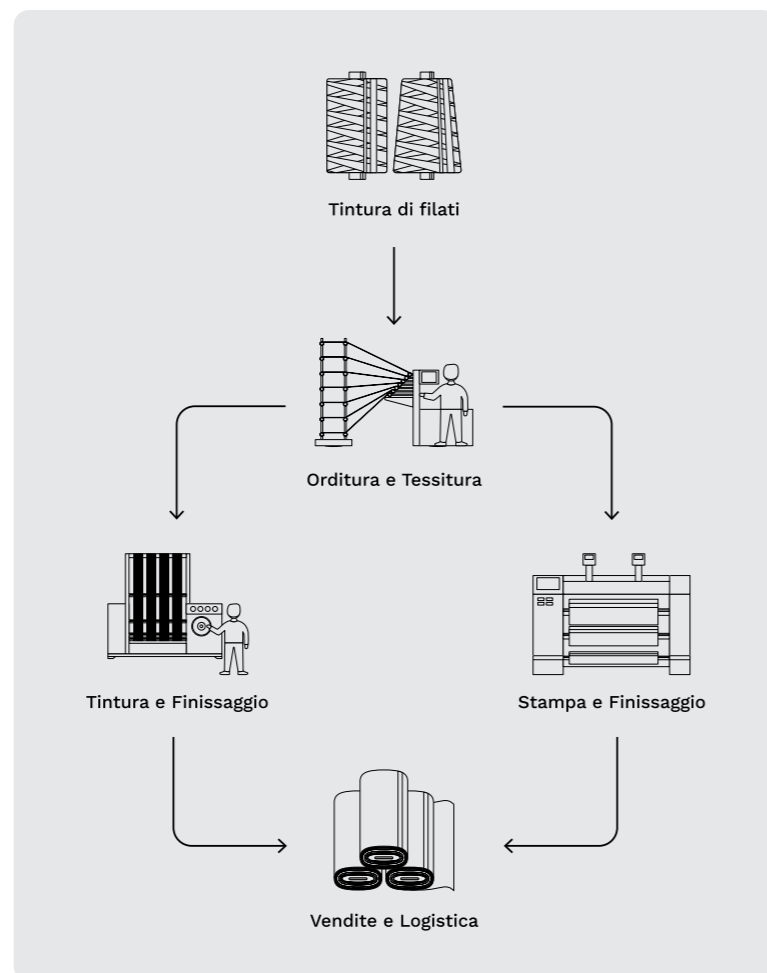 Tintura di filati
Orditura e Tessitura
Tintura e Finissaggio
Stampa e Finissaggio
Vendite e Logistica